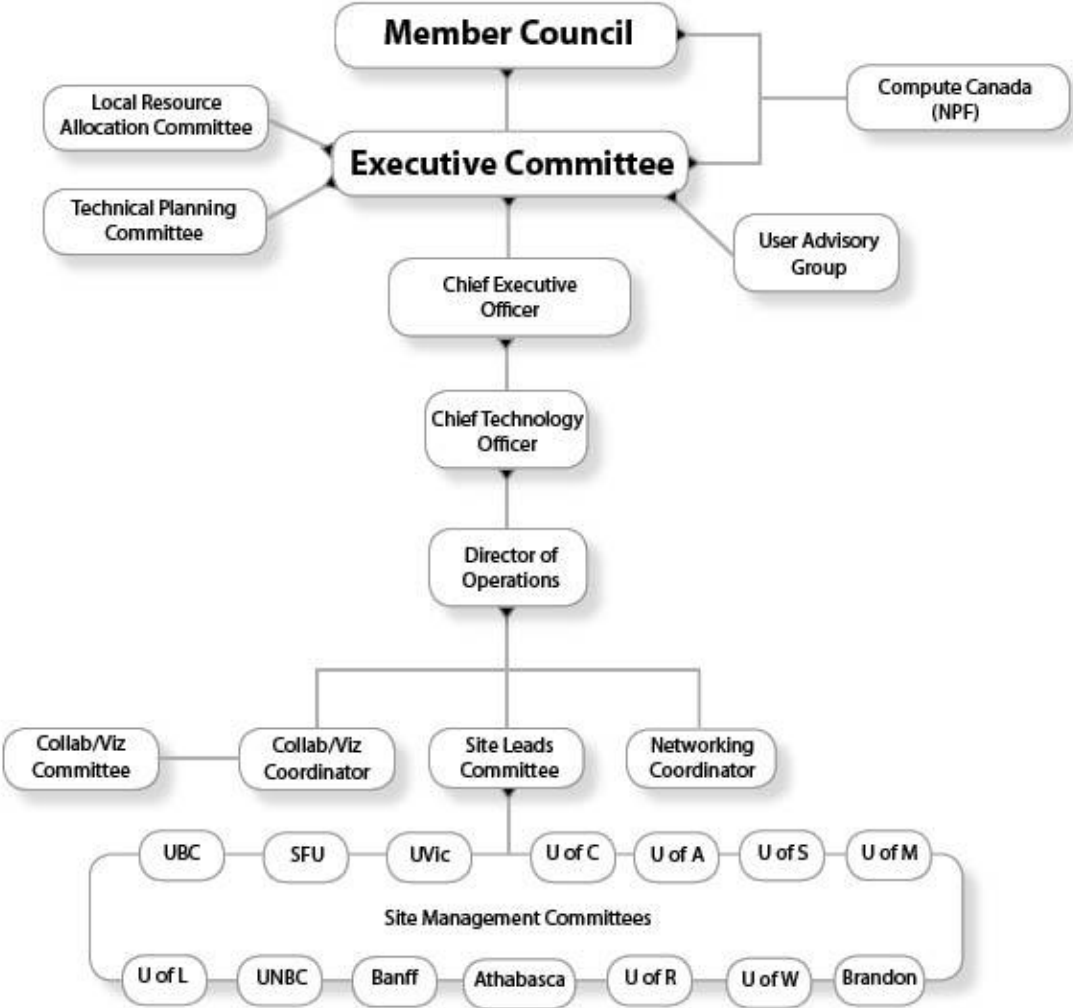 Member Council
Local Resource
Allocation Committee
Compute Canada
(NPF)
Executive Committee
Technical Planning
Committee
User Advisory
Group
Chief Executive
Officer
Chief Technology
Officer
Director of
Operations
Collab/Viz
Committee
Collab/Viz
Coordinator
Site Leads
Committee
Networking
Coordinator
UBC
SFU
UVic
U of C
U of A
U of S
U of M
Site Management Committees
U of L
UNBC
Banff
Athabasca
U of R
U of W
Brandon